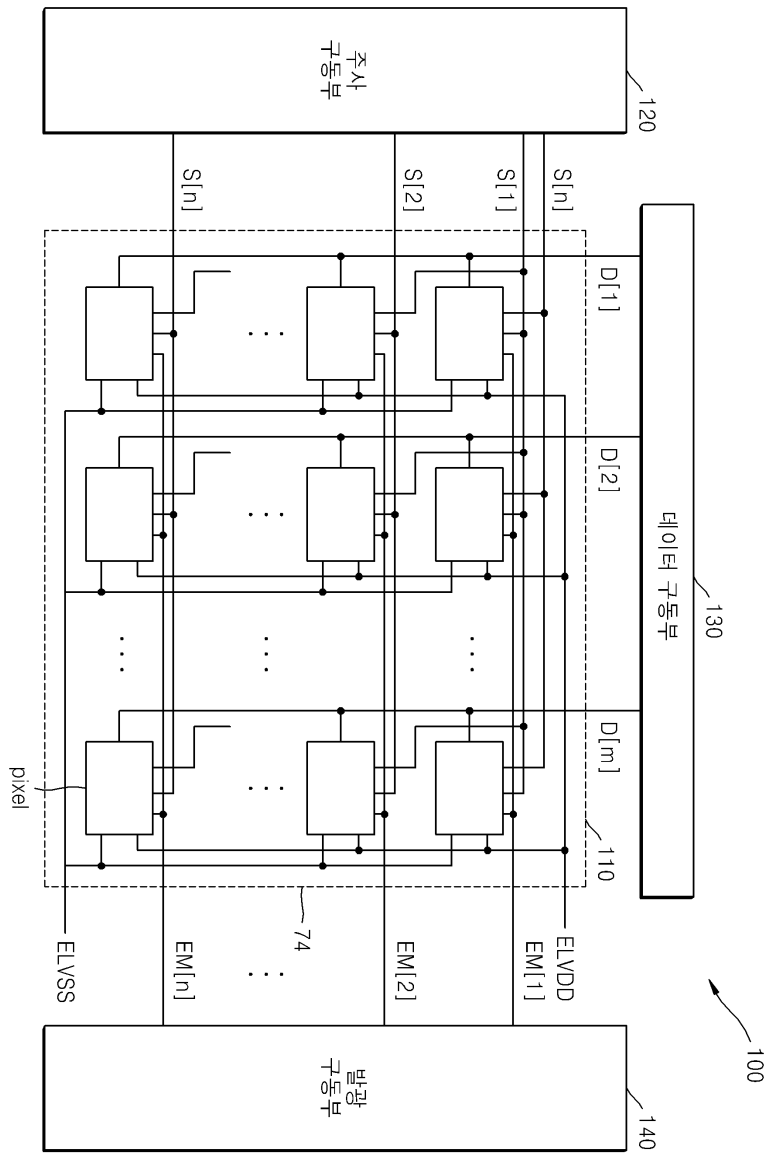 100
130
데이터 구동부
120
140
D[1]
D[2]
D[m]
110
S[n]
ELVDD
S[1]
EM[1]
S[2]
EM[2]
주사
구동부
발광
구동부
74
S[n]
EM[n]
ELVSS
pixel